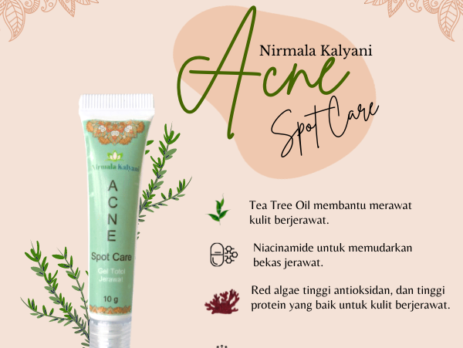 Nirmala Kalyani
Acne
Spot Care
Nirmala Kalyani
ACNE
Spot Care
Gel Totol
Jerawat
10 g
Tea Tree Oil membantu merawat
kulit berjerawat.
Niacinamide untuk memudarkan
bekas jerawat.
Red algae tinggi antioksidan, dan tinggi
protein yang baik untuk kulit berjerawat.